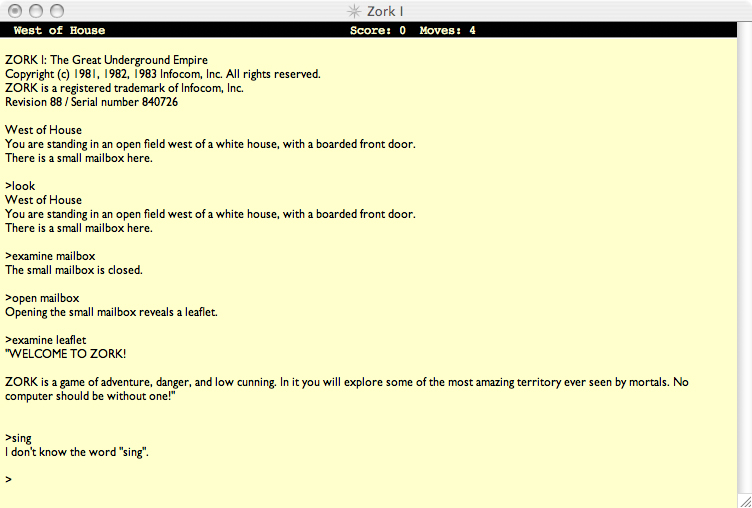 Zork I
West of House Score: 0 Moves: 4
ZORK I: The Great Underground Empire
Copyright (c) 1981, 1982, 1983 Infocom, Inc. All rights reserved.
ZORK is a registered trademark of Infocom, Inc.
Revision 88 / Serial number 840726
West of House
You are standing in an open field west of a white house, with a boarded front door.
There is a small mailbox here.
>look
West of House
You are standing in an open field west of a white house, with a boarded front door.
There is a small mailbox here.
>examine mailbox
The small mailbox is closed.
>open mailbox
Opening the small mailbox reveals a leaflet.
>examine leaflet
"WELCOME TO ZORK!
ZORK is a game of adventure, danger, and low cunning. In it you will explore some of the most amazing territory ever seen by mortals. No
computer should be without one!"
>sing
I don't know the word "sing".
>